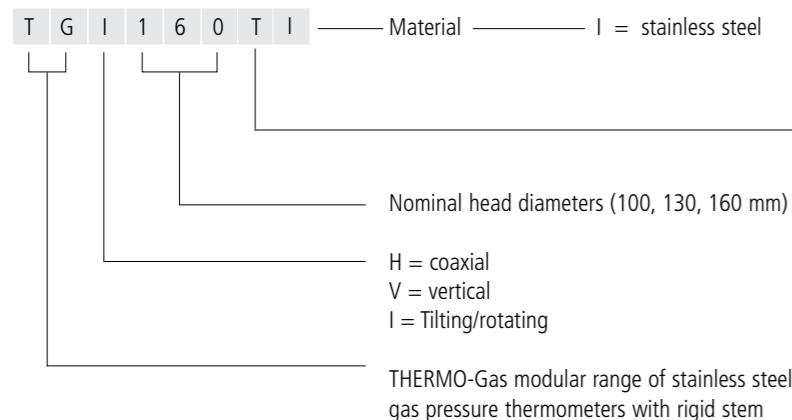 T G I 1 6 0 T I Material I = stainless steel
Nominal head diameters (100, 130, 160 mm)
H = coaxial
V = vertical
I = Tilting/rotating
THERMO-Gas modular range of stainless steel
gas pressure thermometers with rigid stem